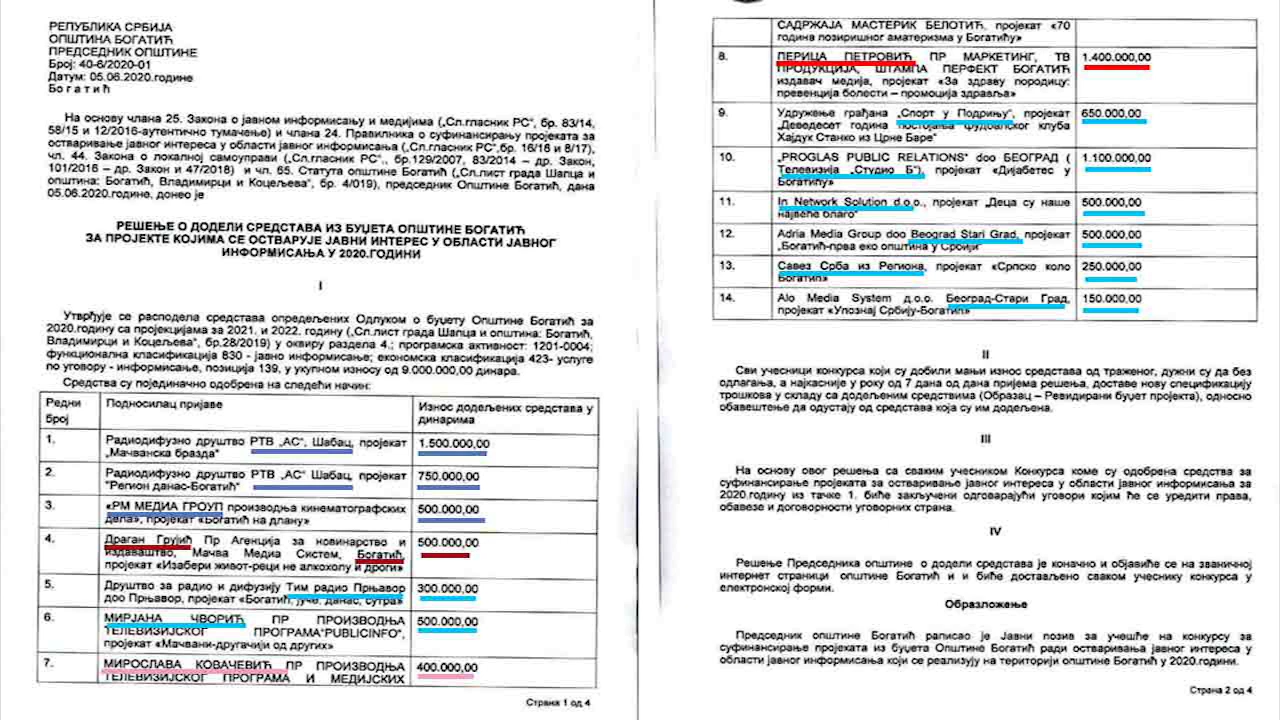 РЕПУБЛИКА СРБИЈА
ОПШТИНА БОГАТИЋ
ПРЕДСЕДНИК ОПШТИНЕ
Број: 40-6/2020-01
Датум: 05.06.2020.године
Б о г а т и ћ
На основу члана 25. Закона о јавном информисању и медијима („Сл.гласник РС", бр. 83/14,
58/15 и 12/2016-аутентично тумачење) и члана 24. Правилника о суфинансирању пројеката за
остваривање јавног интереса у области јавног информисања („Сл.гласник РС",бр.16/16 и 8/17),
чл. 44. Закона о локалној самоуправи („Сл.гласник РС",, бр.129/2007, 83/2014 – др. Закон,
101/2016 – др. Закон и 47/2018) и чл. 65. Статута општине Богатић („Сл.лист града Шапца и
општина: Богатић, Владимирци и Коцељева", бр. 4/019), председник Општине Богатић, дана
05.06.2020.године, донео је
РЕШЕЊЕ О ДОДЕЛИ СРЕДСТАВА ИЗ БУЏЕТА ОПШТИНЕ БОГАТИЋ
ЗА ПРОЈЕКТЕ КОЈИМА СЕ ОСТВАРУЈЕ ЈАВНИ ИНТЕРЕС У ОБЛАСТИ ЈАВНОГ
ИНФОРМИСАЊА У 2020.ГОДИНИ
I
Утврђује се расподела средстава определјених Одлуком о буџету Општине Богатић за
2020.годину са пројекцијама за 2021. и 2022. годину („Сл.лист града Шапца и општина: Богатић,
Владимирци и Коцељева", бр.28/2019) у оквиру раздела 4.; програмска активност: 1201-0004;
функционална класификација 830 - јавно информисање; економска класификација 423- услуге
по уговору - информисање, позиција 139, у укупном износу од 9.000.000,00 динара.
Средства су појединачно одобрена на следећи начин:
Редни број	Подносилац пријаве	Износ додељених средстава у динарима
1.	Радиодифузно друштво РТВ „АС", Шабац, пројекат	1.500.000,00
„Мачванска бразда"
2.	Радиодифузно друштво РТВ „АС" Шабац, пројекат	750.000,00
"Регион данас-Богатић"
3.	«РМ МЕДИА ГРОУП производња кинематографских	500.000,00
дела», пројекат «Богатић на длану»
4.	Драган Грујић Пр Агенција за новинарство и	500.000,00
издаваштво, Мачва Медиа Систем, Богатић,
пројекат «Изабери живот-реци не алкохолу и дроги»
5.	Друштво за радио и дифузију Тим радио Прњавор	300.000,00
доо Прњавор, пројекат «Богатић, јуче, данас, сутра»
6.	МИРЈАНА ЧВОРИЋ ПР ПРОИЗВОДЊА	500.000,00
ТЕЛЕВИЗИЈСКОГ ПРОГРАМА"PUBLICINFO",
пројекат «Мачвани-другачији од других»
7.	МИРОСЛАВА КОВАЧЕВИЋ ПР ПРОИЗВОДЊА	400.000,00
ТЕЛЕВИЗИЈСКОГ ПРОГРАМА И МЕДИЈСКИХ
Страна 1 од 4
САДРЖАЈА МАСТЕРИК БЕЛОТИЋ, пројекат «70
година позиришног аматеризма у Богатићу»
8.	ПЕРИЦА ПЕТРОВИЋ ПР МАРКЕТИНГ, ТВ	1.400.000,00
ПРОДУКЦИЈА, ШТАМПА ПЕРФЕКТ БОГАТИЋ
издавач медија, пројекат «За здраву породицу:
превенција болести – промоција здравља»
9.	Удружење грађана „Спорт у Подрињу", пројекат	650.000,00
„Деведесет година постојања фудбалског клуба
Хајдук Станко из Црне Баре"
10.	„PROGLAS PUBLIC RELATIONS" doo БЕОГРАД (	1.100.000,00
Телевизија „Студио Б"), пројекат «Дијабетес у
Богатићу»
11.	In Network Solution d.o.o., пројекат „Деца су наше	500.000,00
највеће благо"
12.	Adria Media Group doo Beograd Stari Grad, пројекат	500.000,00
„Богатић-прва еко општина у Србији"
13.	Савез Срба из Региона, пројекат «Српско коло	250.000,00
Богатић»
14.	Alo Media System д.о.о. Београд-Стари Град,	150.000,00
пројекат «Упознај Србију-Богатић»
II
Сви учесници конкурса који су добили мањи износ средстава од траженог, дужни су да без
одлагања, а најкасније у року од 7 дана од дана пријема решења, доставе нову спецификацију
трошкова у складу са додељеним средствима (Образац – Ревидирани буџет пројекта), односно
обавештење да одустају од средстава која су им додељена.
III
На основу овог решења са сваким учесником Конкурса коме су одобрена средства за
суфинансирање пројеката за остваривање јавног интереса у области јавног информисања за
2020.годину из тачке 1. биће закључени одговарајући уговори којим ће се уредити права,
обавезе и договорности уговорних страна.
IV
Решење Председника општине о додели средстава је коначно и објавиће се на званичној
интернет страници општине Богатић и и биће достављено сваком учеснику конкурса у
електронској форми.
Образложење
Председник општине Богатић раписао је Јавни позив за учешће на конкурсу за
суфинансирање пројеката из буџета Општине Богатић ради остваривања јавног интереса у
области јавног информисања који се реализују на територији општине Богатић у 2020.години.
Страна 2 од 4